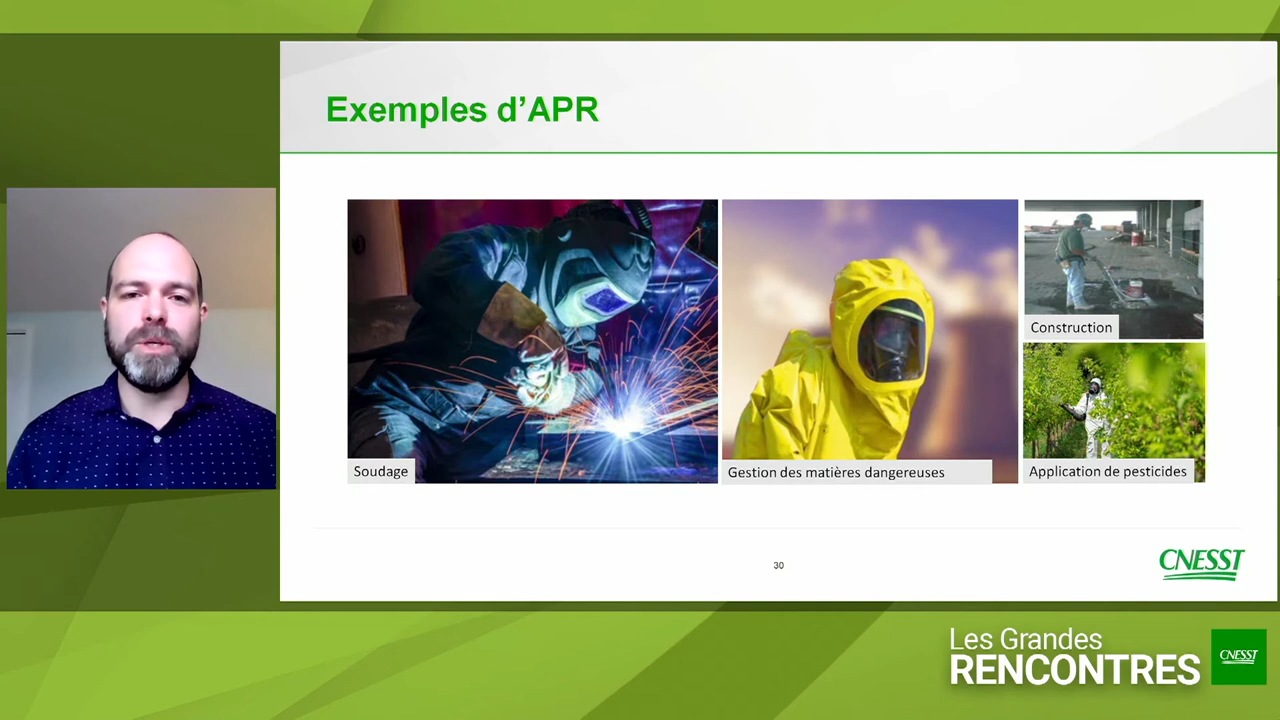 Exemples d'APR
Soudage
Gestion des matières dangereuses
Construction
Application de pesticides
30
CNESST
Les Grandes
RENCONTRES
CNESST